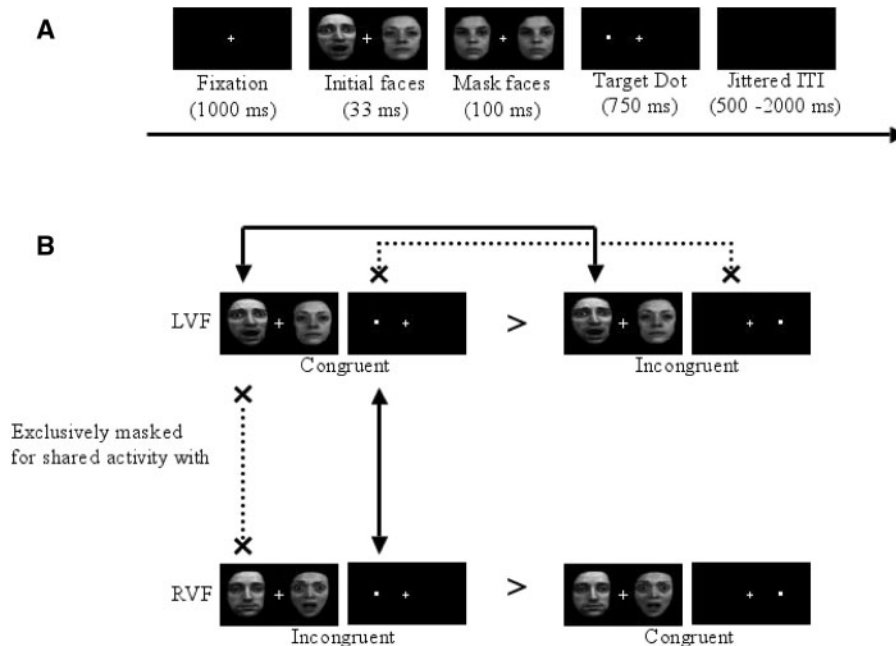 A
Fixation
(1000 ms)
Initial faces
(33 ms)
Mask faces
(100 ms)
Target Dot
(750 ms)
Jittered ITI
(500 -2000 ms)
B
LVF
>
Congruent
Incongruent
Exclusively masked
for shared activity with
RVF
>
Incongruent
Congruent